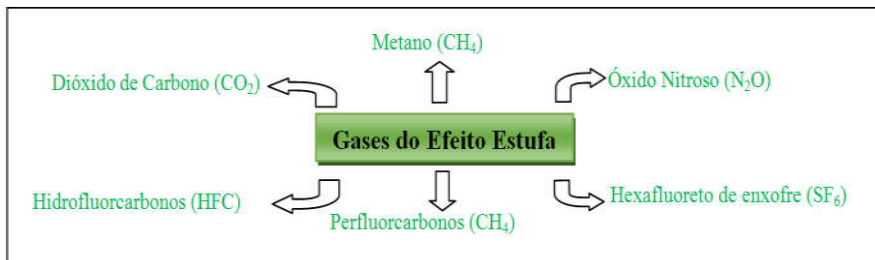 Metano (CH₄)
Dióxido de Carbono (CO₂)
Óxido Nitroso (N₂O)
Gases do Efeito Estufa
Hidrofluorcarbonos (HFC)
Hexafluoreto de enxofre (SF₆)
Perfluorcarbonos (CH₄)